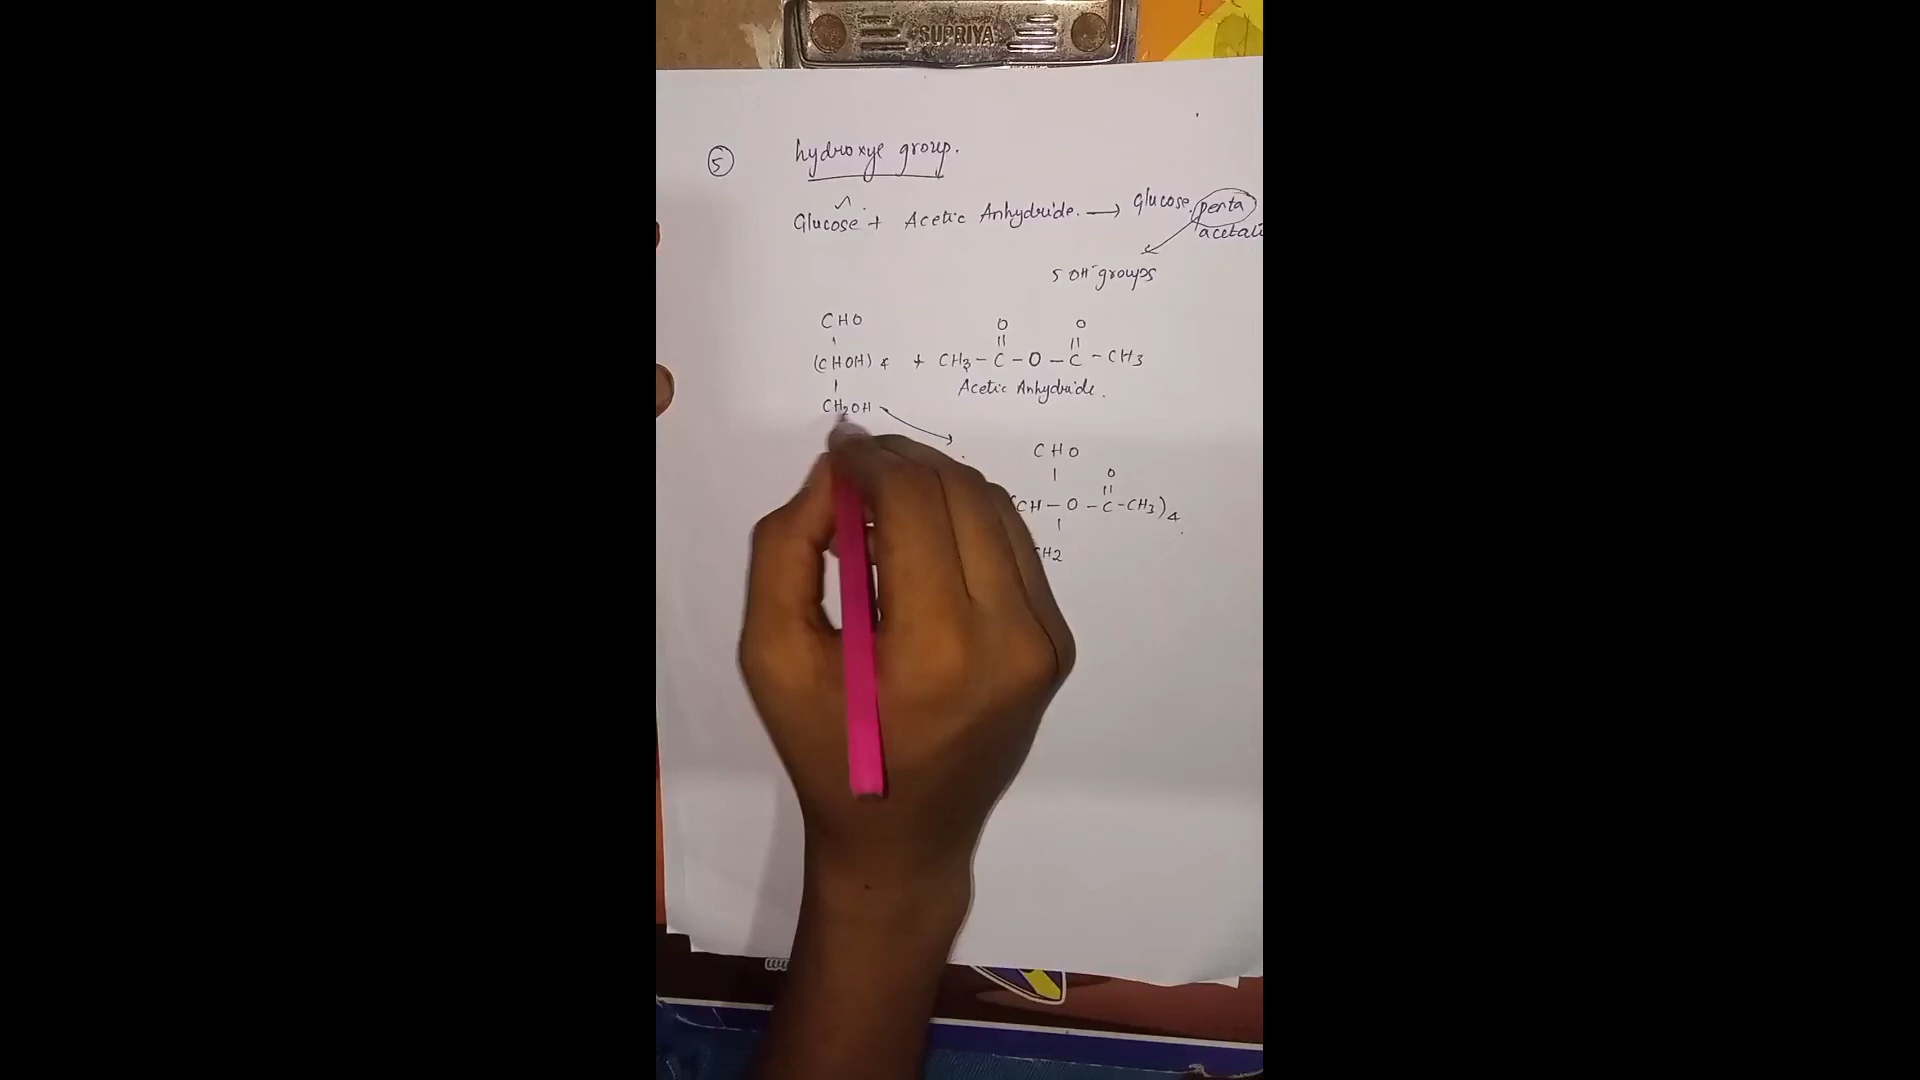 SUPRIYA
5 hydroxyl group.
Glucose + Acetic Anhydride. → Glucose. penta
5 OH⁻ groups
CHO O O
(CHOH) 4 + CH3 - C - O - C - CH3
Acetic Anhydride.
CH2OH
CHO
O
(CH - O - C - CH3)4
CH2